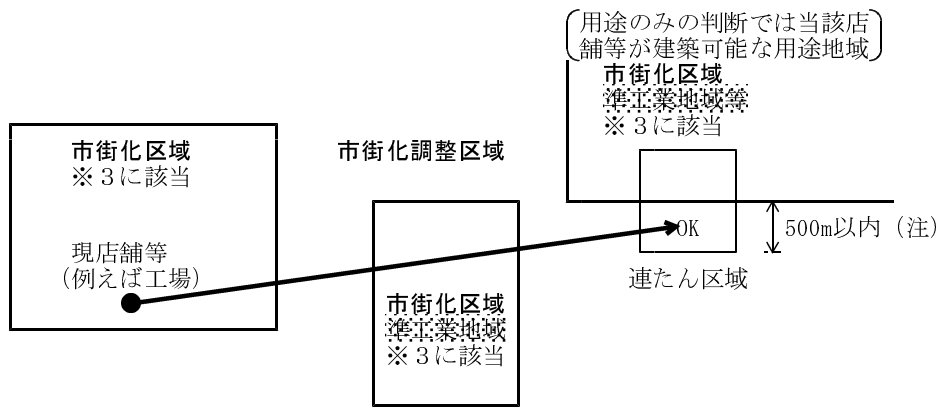 用途のみの判断では当該店
舗等が建築可能な用途地域
市街化区域
準工業地域等
※３に該当
市街化区域
※３に該当
市街化調整区域
現店舗等
（例えば工場）
OK
500m以内（注）
連たん区域
市街化区域
準工業地域
※３に該当